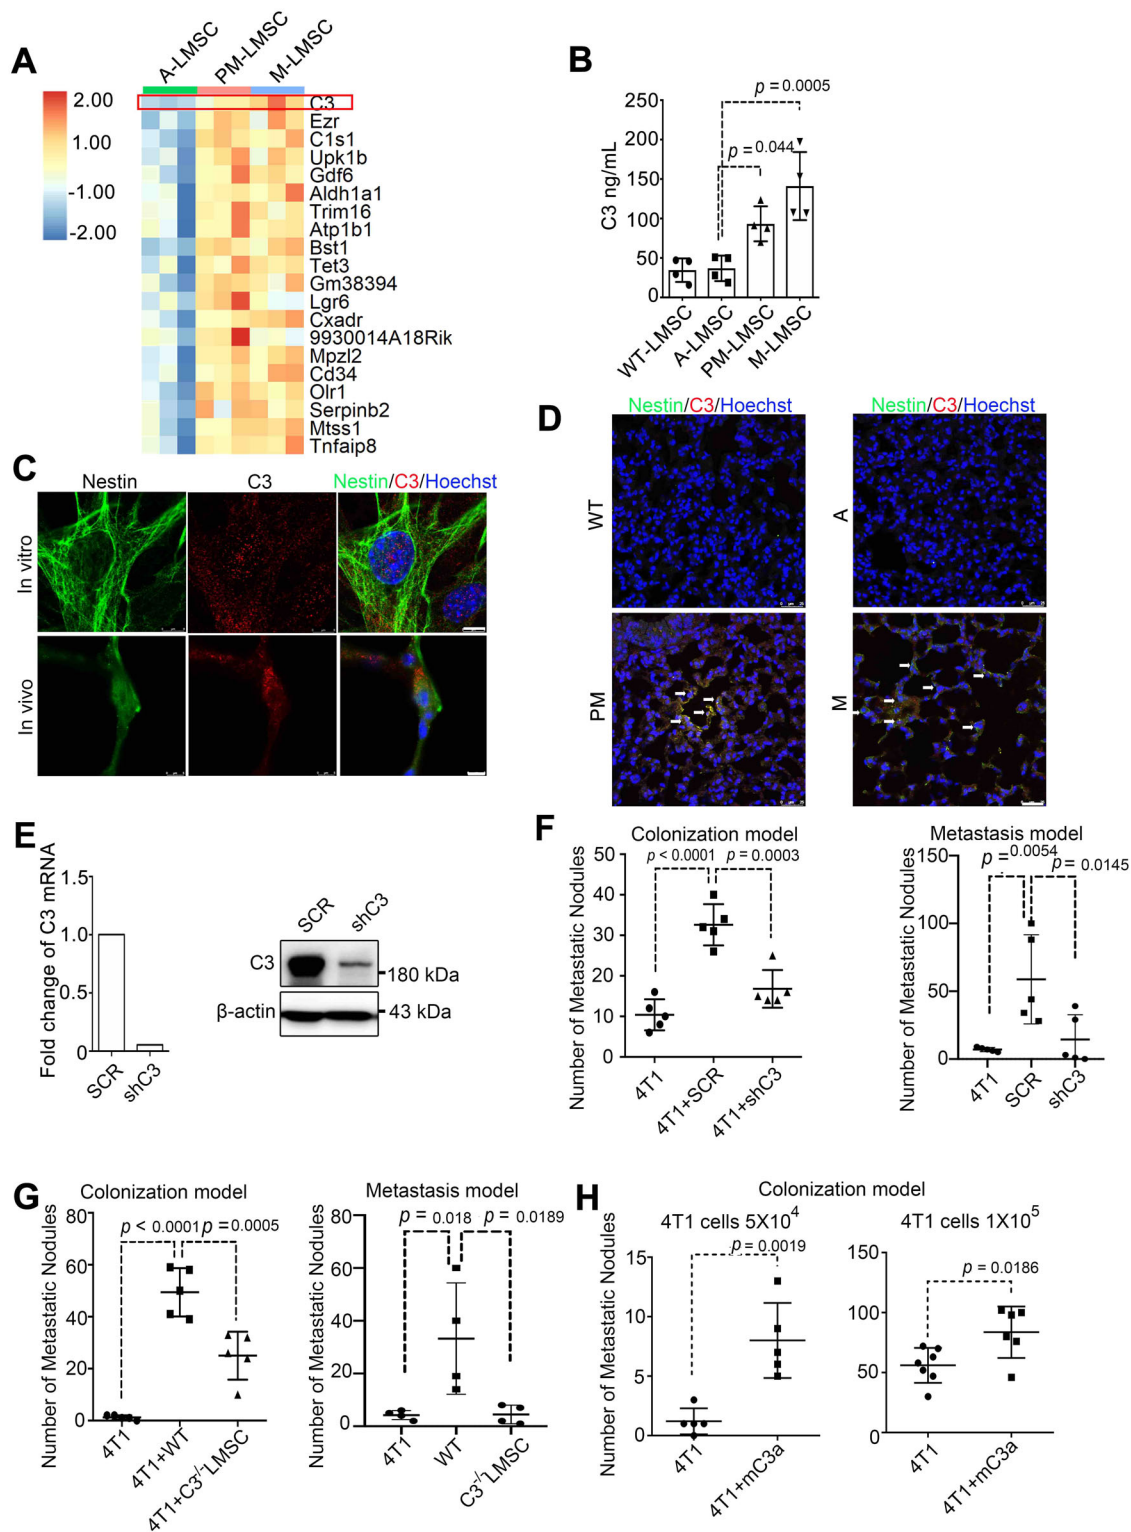 A
A-LMSC
PM-LMSC
M-LMSC
2.00
1.00
-1.00
-2.00
C3
Ezr
C1s1
Upk1b
Gdf6
Aldh1a1
Trim16
Atp1b1
Bst1
Tet3
Gm38394
Lgr6
Cxadr
9930014A18Rik
Mpzl2
Cd34
Olr1
Serpinb2
Mtss1
Tnfaip8
B
C3 ng/mL
250
200
150
100
50
0
p = 0.0005
p = 0.044
WT-LMSC
A-LMSC
PM-LMSC
M-LMSC
C
Nestin
C3
Nestin/C3/Hoechst
In vitro
In vivo
D
Nestin/C3/Hoechst
Nestin/C3/Hoechst
WT
A
PM
M
E
Fold change of C3 mRNA
1.5
1.0
0.5
0
SCR
shC3
SCR
shC3
C3
180 kDa
β-actin
43 kDa
F
Colonization model
Number of Metastatic Nodules
50
40
30
20
10
0
p < 0.0001
p = 0.0003
4T1
4T1+SCR
4T1+shC3
Metastasis model
Number of Metastatic Nodules
150
100
50
0
p = 0.0054
p = 0.0145
4T1
SCR
shC3
G
Colonization model
Number of Metastatic Nodules
80
60
40
20
0
p < 0.0001
p =0.0005
4T1
4T1+WT
4T1+C3-/-LMSC
Metastasis model
Number of Metastatic Nodules
80
60
40
20
0
p = 0.018
p = 0.0189
4T1
WT
C3-/-LMSC
H
Colonization model
4T1 cells 5X10^4
Number of Metastatic Nodules
15
10
5
0
p = 0.0019
4T1
4T1+mC3a
4T1 cells 1X10^5
150
100
50
0
p = 0.0186
4T1
4T1+mC3a